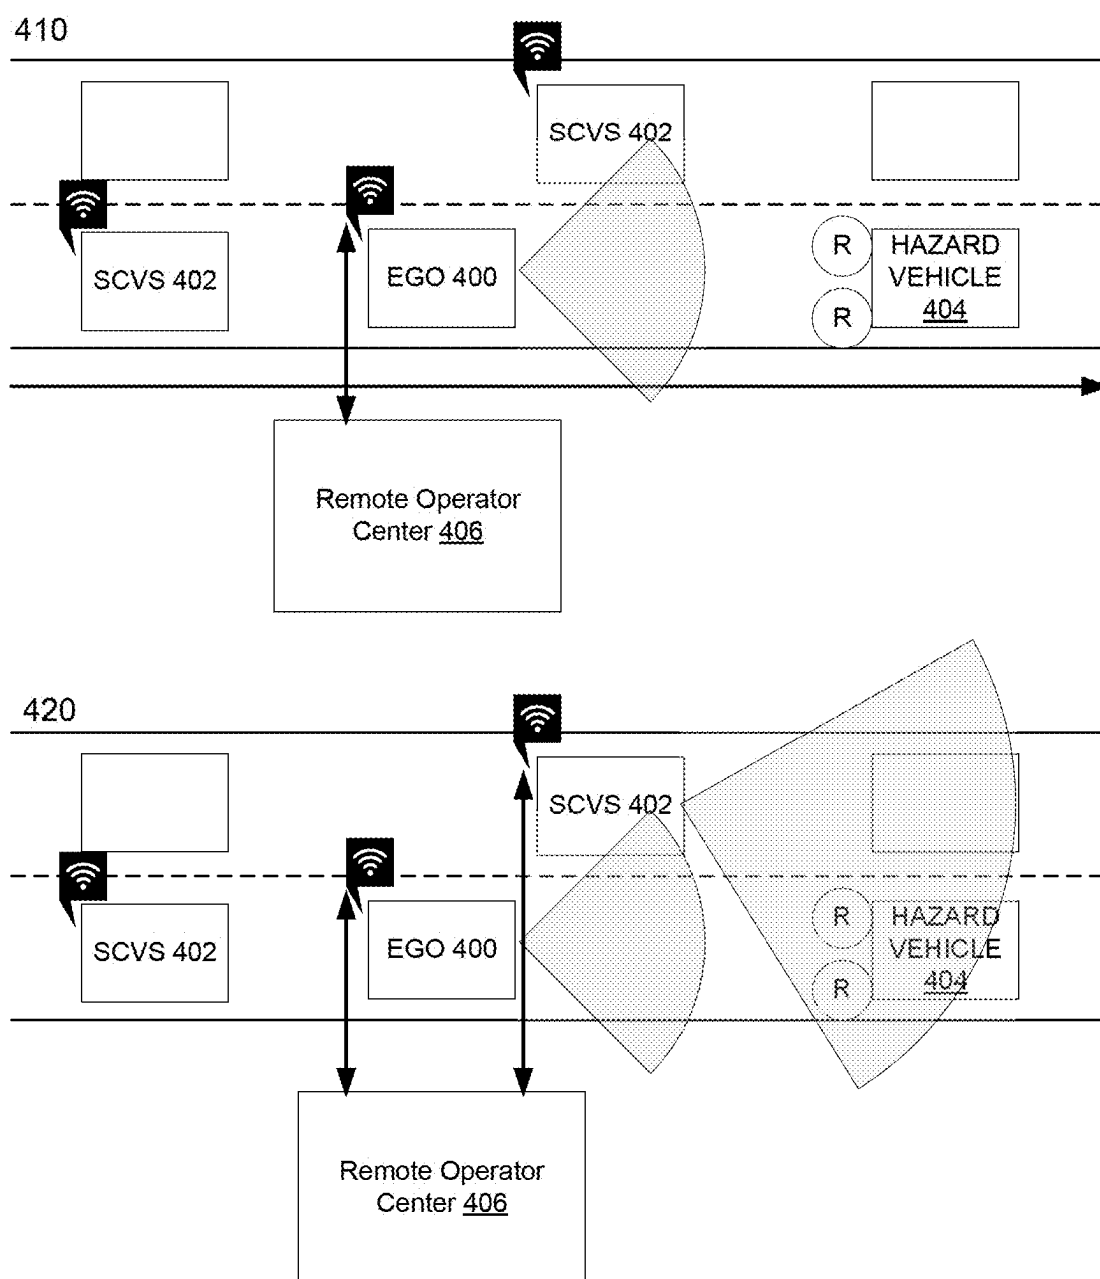 410
SCVS 402
SCVS 402
EGO 400
R
R
HAZARD
VEHICLE
404
Remote Operator
Center 406
420
SCVS 402
SCVS 402
EGO 400
R
R
HAZARD
VEHICLE
404
Remote Operator
Center 406